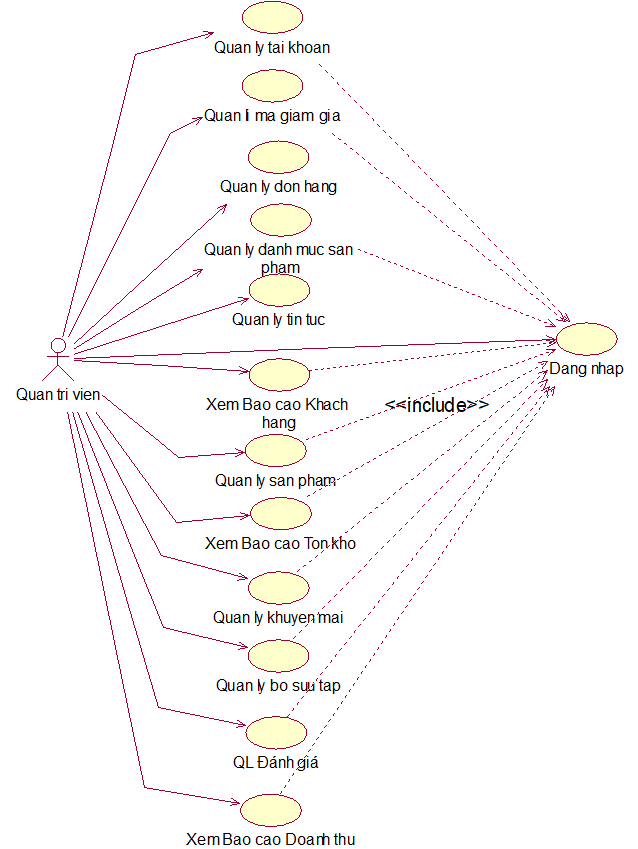 Quan ly tai khoan
Quan li ma giam gia
Quan ly don hang
Quan ly danh muc san
pham
Quan ly tin tuc
Dang nhap
Quan tri vien
Xem Bao cao Khach
hang
<<include>>
Quan ly san pham
Xem Bao cao Ton kho
Quan ly khuyen mai
Quan ly bo suu tap
QL Đánh giá
Xem Bao cao Doanh thu